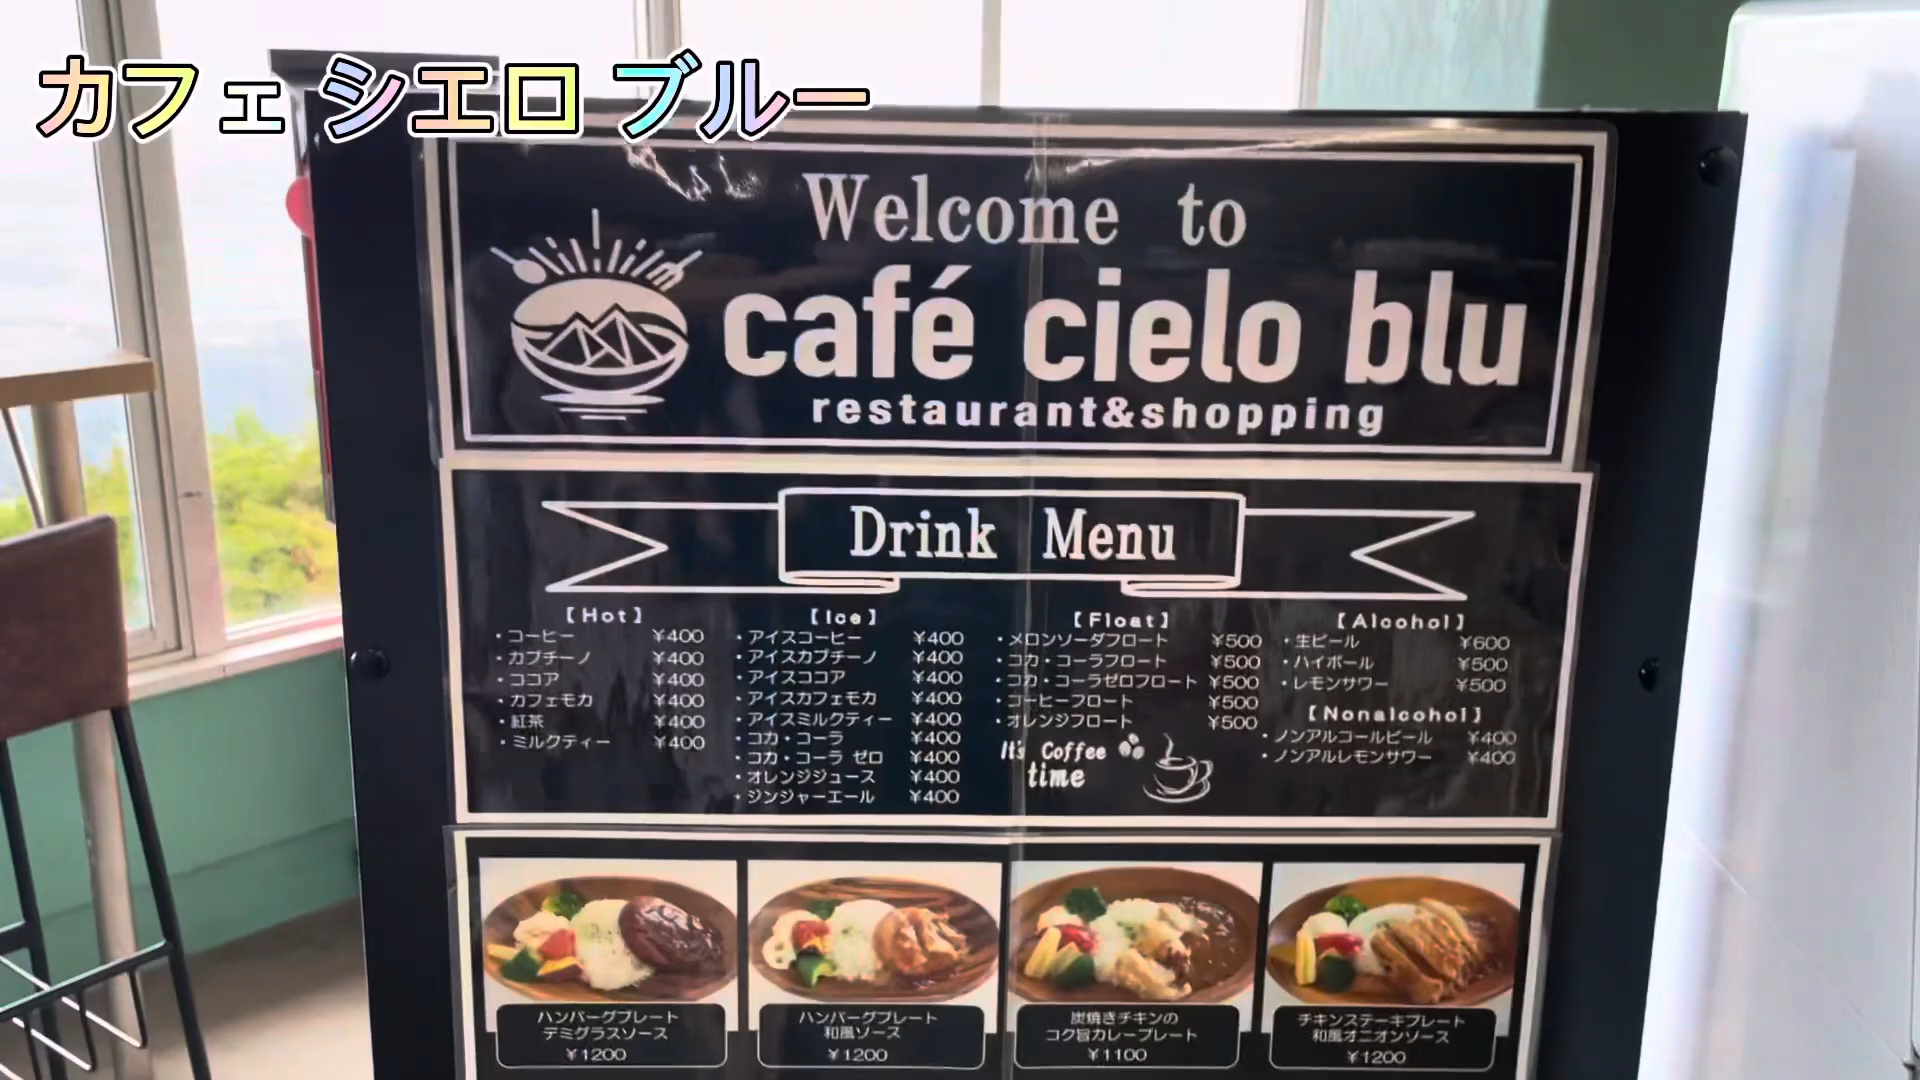 カフェ シエロ ブルー
Welcome to
café cielo blu
restaurant&shopping
Drink Menu
【Hot】
・コーヒー ¥400
・カプチーノ ¥400
・ココア ¥400
・カフェモカ ¥400
・紅茶 ¥400
・ミルクティー ¥400
【Ice】
・アイスコーヒー ¥400
・アイスカプチーノ ¥400
・アイスココア ¥400
・アイスカフェモカ ¥400
・アイスミルクティー ¥400
・コカ・コーラ ¥400
・コカ・コーラ ゼロ ¥400
・オレンジジュース ¥400
・ジンジャーエール ¥400
【Float】
・メロンソーダフロート ¥500
・コカ・コーラフロート ¥500
・コカ・コーラゼロフロート ¥500
・コーヒーフロート ¥500
・オレンジフロート ¥500
It's Coffee
time
【Alcohol】
・生ビール ¥600
・ハイボール ¥500
・レモンサワー ¥500
【Nonalcohol】
・ノンアルコールビール ¥400
・ノンアルレモンサワー ¥400
ハンバーグプレート
デミグラスソース
¥1200
ハンバーグプレート
和風ソース
¥1200
炭焼きチキンの
コク旨カレープレート
¥1100
チキンステーキプレート
和風オニオンソース
¥1200